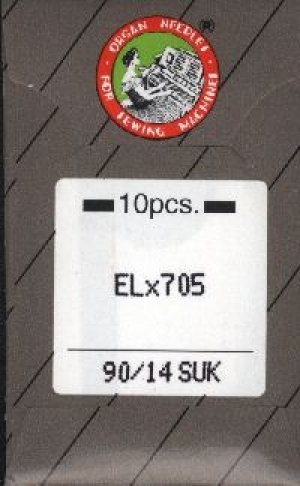 ORGAN NEEDLES
FOR SEWING MACHINES
®
10pcs.
ELx705
90/14 SUK